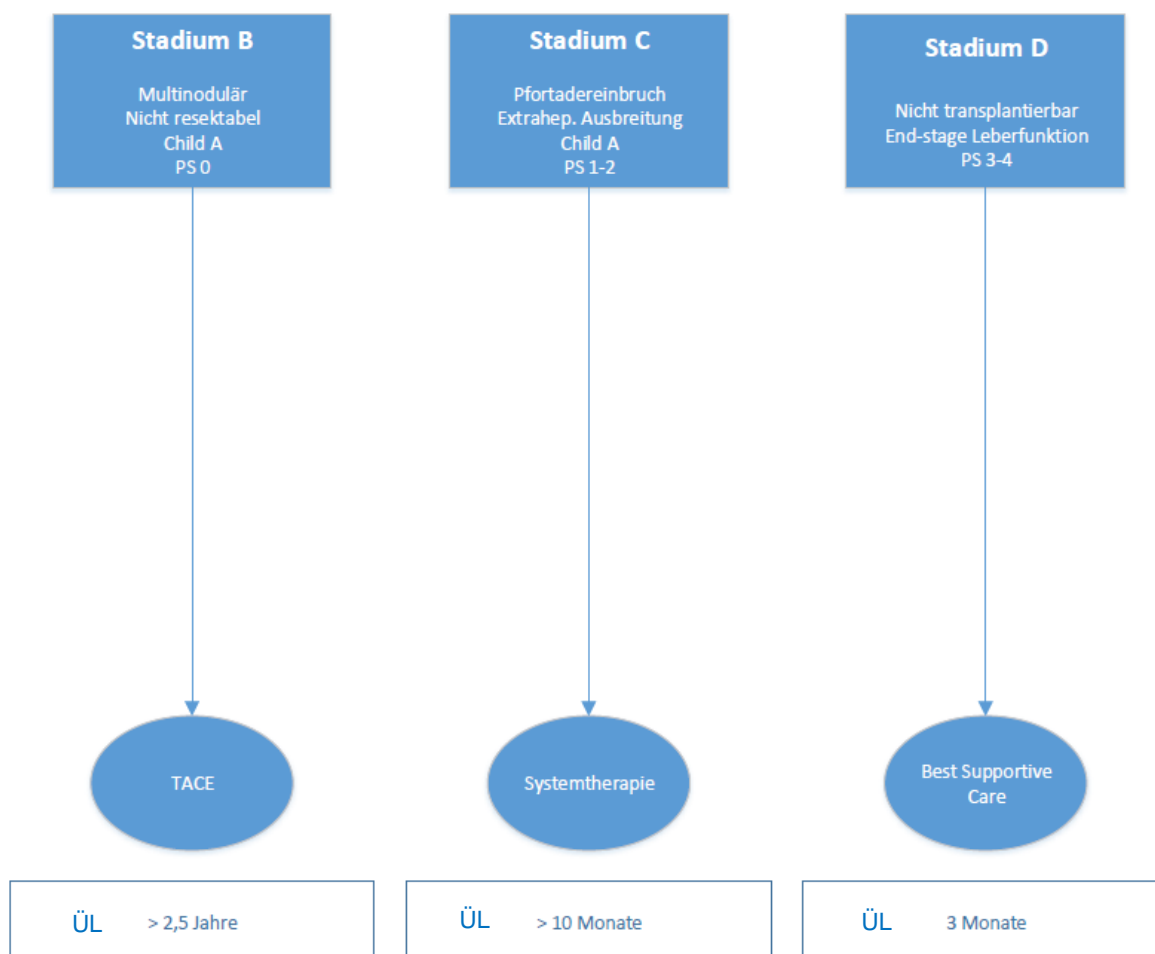 Stadium B
Multinodulär
Nicht resektabel
Child A
PS 0
Stadium C
Pfortadereinbruch
Extrahep. Ausbreitung
Child A
PS 1-2
Stadium D
Nicht transplantierbar
End-stage Leberfunktion
PS 3-4
TACE
Systemtherapie
Best Supportive
Care
ÜL > 2,5 Jahre
ÜL > 10 Monate
ÜL 3 Monate